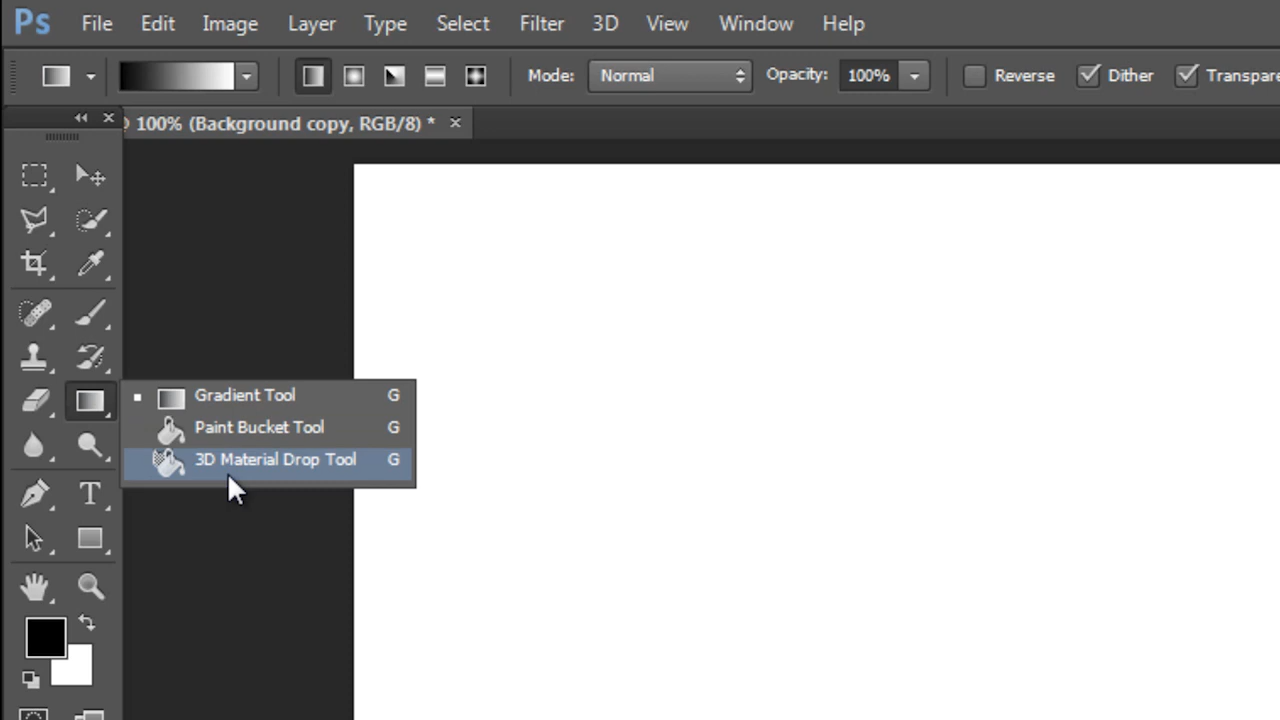 Ps File Edit Image Layer Type Select Filter 3D View Window Help
Mode: Normal Opacity: 100% Reverse Dither
100% (Background copy, RGB/8) * ×
Gradient Tool G
Paint Bucket Tool G
3D Material Drop Tool G
T